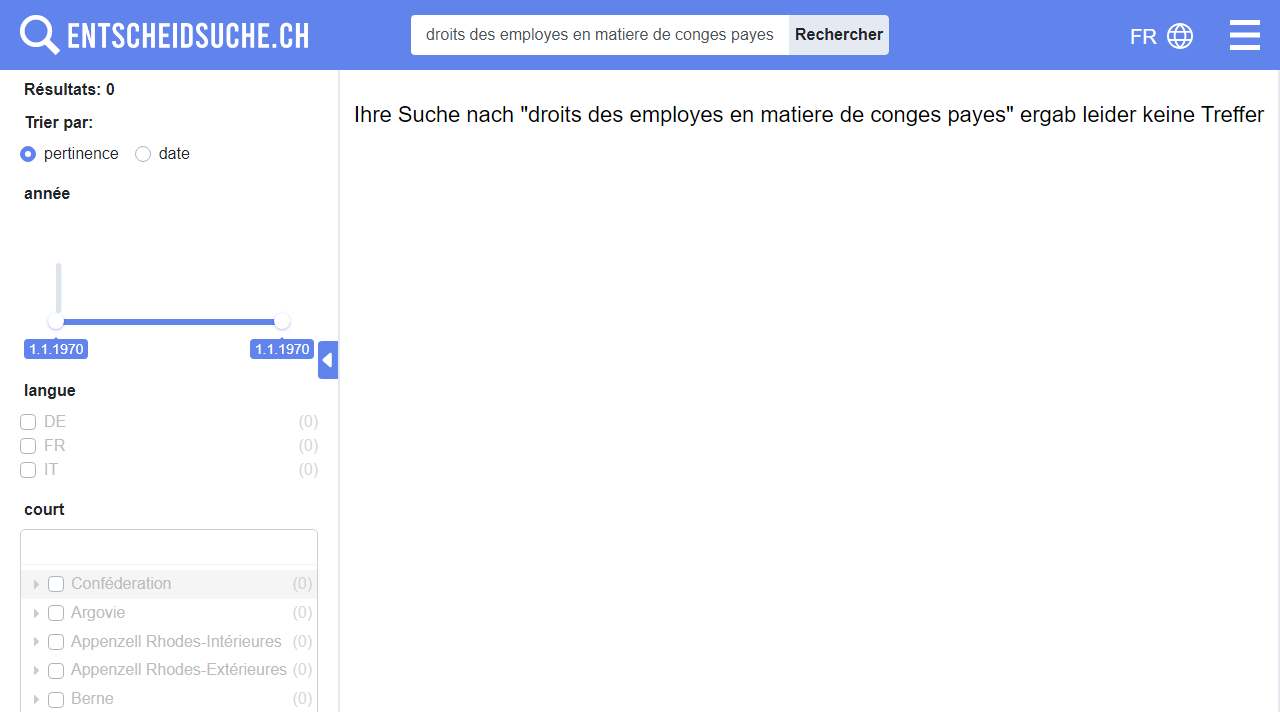 ENTSCHEIDSUCHE.CH
droits des employes en matiere de conges payes
Rechercher
FR
Résultats: 0
Trier par:
pertinence date
année
1.1.1970 1.1.1970
langue
DE (0)
FR (0)
IT (0)
court
Conféderation (0)
Argovie (0)
Appenzell Rhodes-Intérieures (0)
Appenzell Rhodes-Extérieures (0)
Berne (0)
Ihre Suche nach "droits des employes en matiere de conges payes" ergab leider keine Treffer